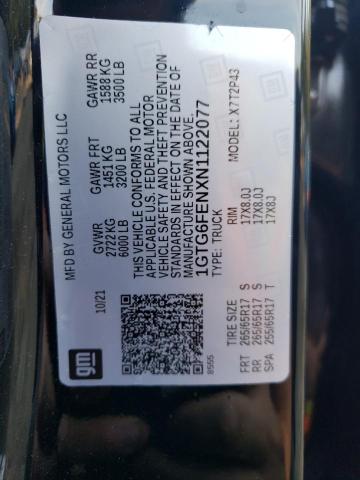 MFD BY GENERAL MOTORS LLC
10/21
GVWR
2722 KG
6000 LB
GAWR FRT
1451 KG
3200 LB
GAWR RR
1588 KG
3500 LB
THIS VEHICLE CONFORMS TO ALL
APPLICABLE U.S. FEDERAL MOTOR
VEHICLE SAFETY AND THEFT PREVENTION
STANDARDS IN EFFECT ON THE DATE OF
MANUFACTURE SHOWN ABOVE.
1GTG6FENXN1122077
TYPE: TRUCK
X7T2P43
gm
8555
TIRE SIZE RIM
FRT 265/65R17 S 17X8.0J
RR 265/65R17 S 17X8.0J
SPA 255/65R17 T 17X8J